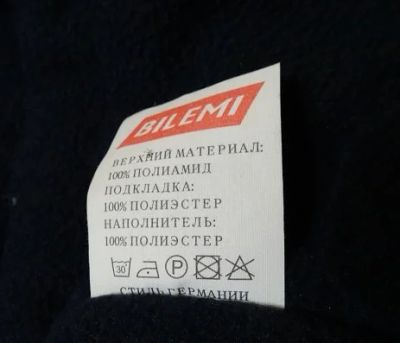 BILEMI
ВЕРХНИЙ МАТЕРИАЛ:
100% ПОЛИАМИД
ПОДКЛАДКА:
100% ПОЛИЭСТЕР
НАПОЛНИТЕЛЬ:
100% ПОЛИЭСТЕР
30 P
СТИЛЬ ГЕРМАНИИ